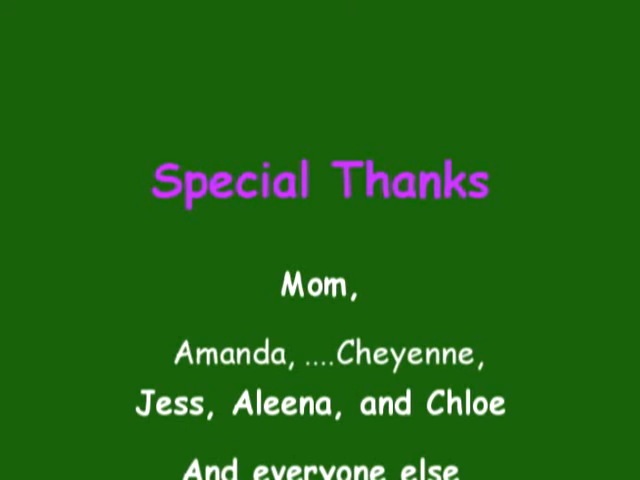 Special Thanks
Mom,
Amanda, ....Cheyenne,
Jess, Aleena, and Chloe
And everyone else